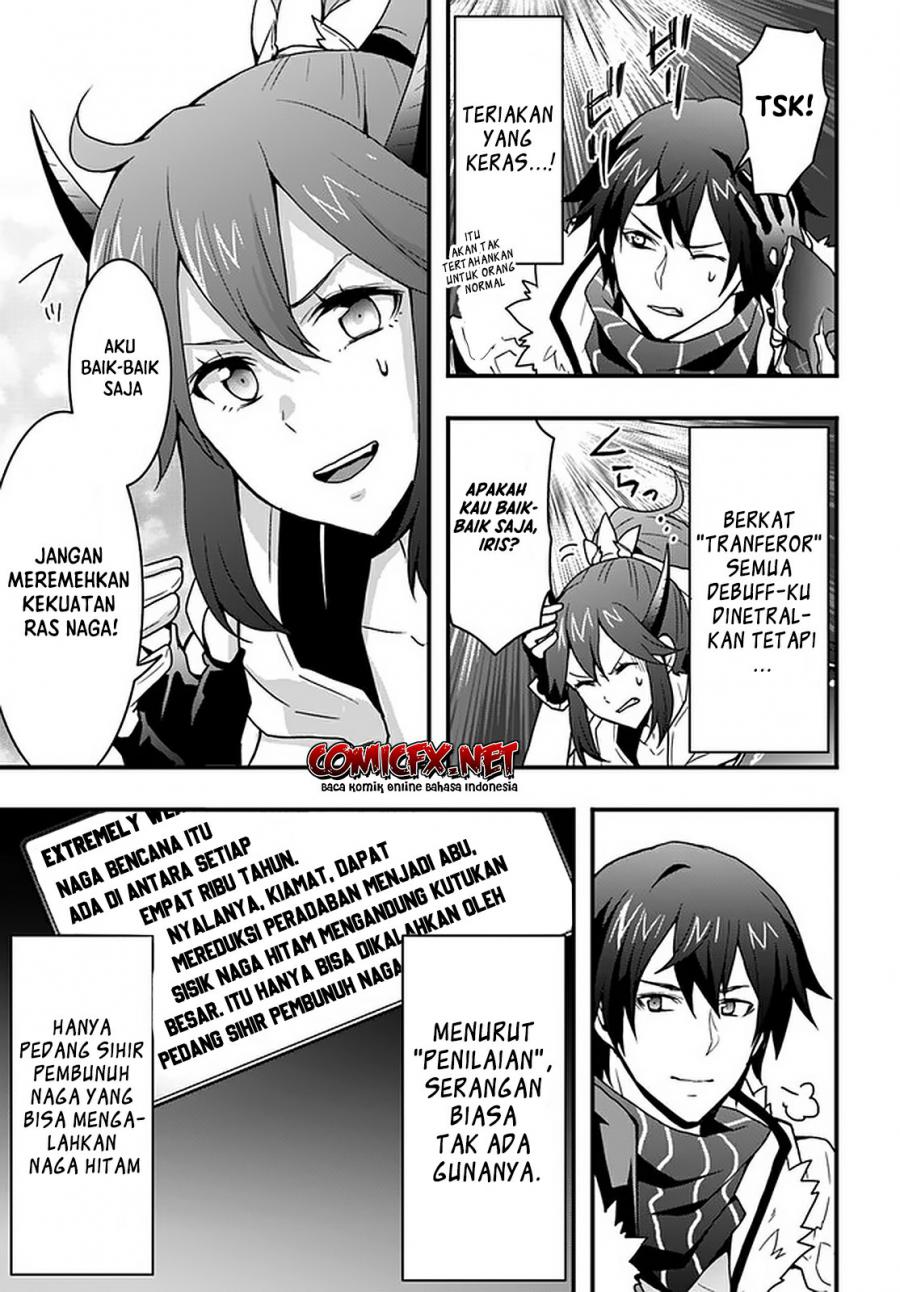 TSK!
TERIAKAN
YANG
KERAS...!
ITU
AKAN TAK
TERTAHANKAN
UNTUK ORANG
NORMAL
ビ
ビ
BERKAT
"TRANFEROR"
SEMUA
DEBUFF-KU
DINETRAL-
KAN TETAPI
...
APAKAH
KAU BAIK-
BAIK SAJA,
IRIS?
AKU
BAIK-BAIK
SAJA
JANGAN
MEREMEHKAN
KEKUATAN
RAS NAGA!
COMICFX.NET
Baca komik online Bahasa Indonesia
EXTREMELY
NAGA BENCANA ITU
ADA DI ANTARA SETIAP
EMPAT RIBU TAHUN.
NYALANYA, KIAMAT, DAPAT
MEREDUKSI PERADABAN MENJADI ABU,
SISIK NAGA HITAM MENGANDUNG KUTUKAN
BESAR. ITU HANYA BISA DIKALAHKAN OLEH
PEDANG SIHIR PEMBUNUH NAGA
MENURUT
"PENILAIAN",
SERANGAN
BIASA
TAK ADA
GUNANYA.
HANYA
PEDANG SIHIR
PEMBUNUH
NAGA YANG
BISA MENGA-
LAHKAN
NAGA HITAM